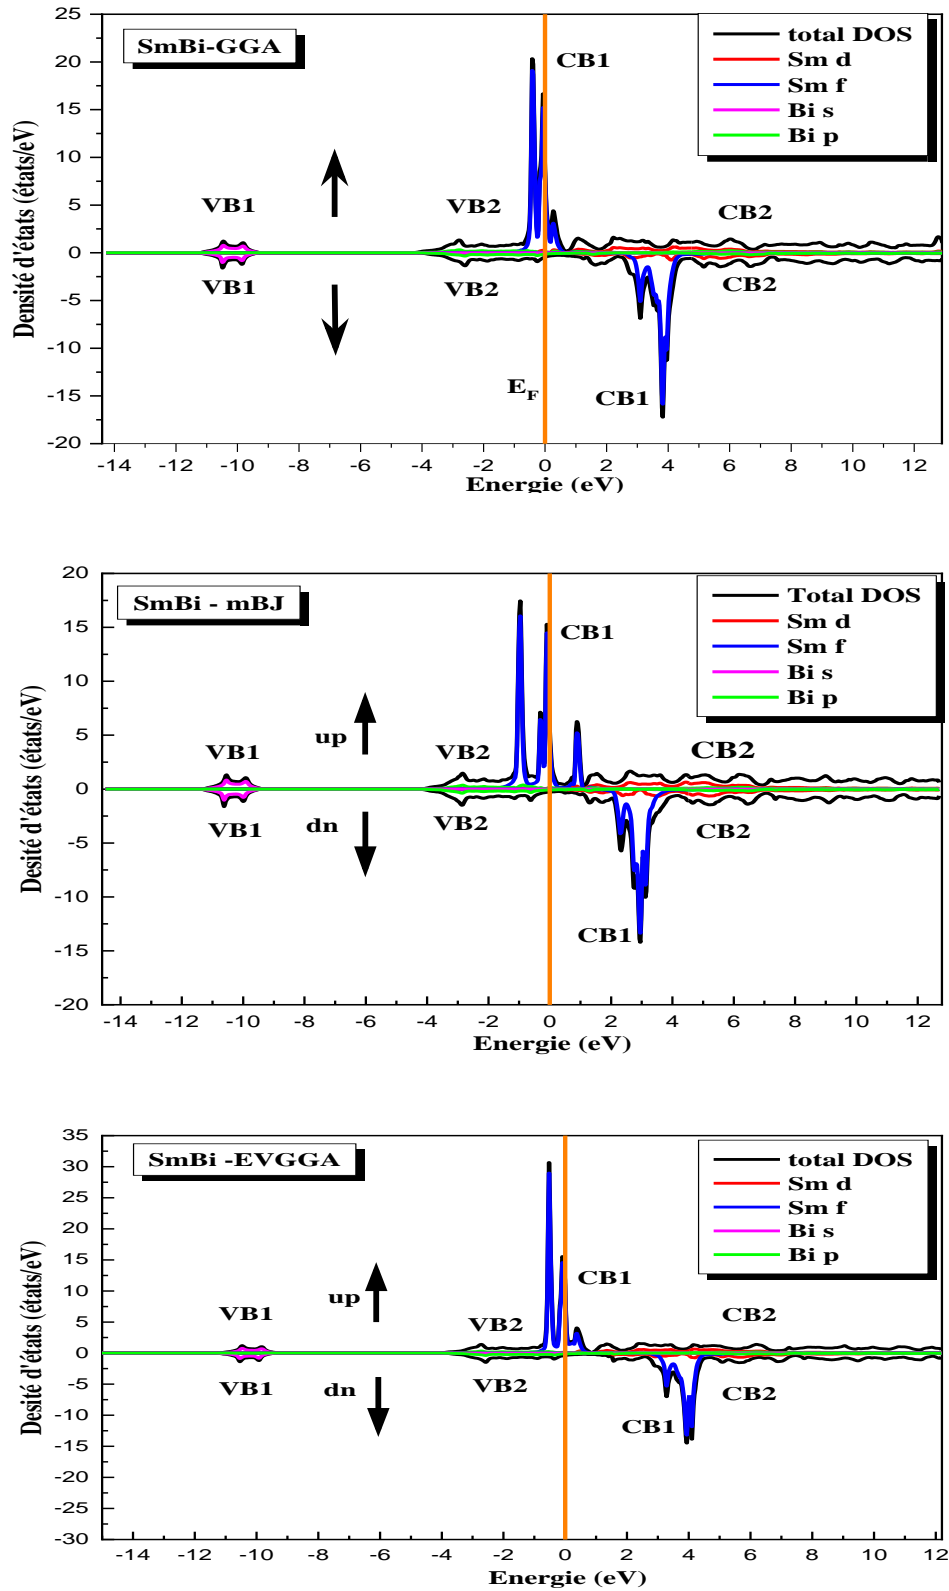 SmBi-GGA
CB1
total DOS
Sm d
Sm f
Bi s
Bi p
25
20
15
10
5
0
-5
-10
-15
-20
Densité d'états (états/eV)
VB1
VB2
CB2
VB1
VB2
CB2
E_F
CB1
-14 -12 -10 -8 -6 -4 -2 0 2 4 6 8 10 12
Energie (eV)
SmBi - mBJ
CB1
Total DOS
Sm d
Sm f
Bi s
Bi p
20
15
10
5
0
-5
-10
-15
-20
Desité d'états (états/eV)
up
VB1
VB2
CB2
dn
VB1
VB2
CB2
CB1
-14 -12 -10 -8 -6 -4 -2 0 2 4 6 8 10 12
Energie (eV)
SmBi -EVGGA
total DOS
Sm d
Sm f
Bi s
Bi p
35
30
25
20
15
10
5
0
-5
-10
-15
-20
-25
-30
Desité d'états (états/eV)
CB1
up
VB1
VB2
CB2
VB1
dn
VB2
CB2
CB1
-14 -12 -10 -8 -6 -4 -2 0 2 4 6 8 10 12
Energie (eV)